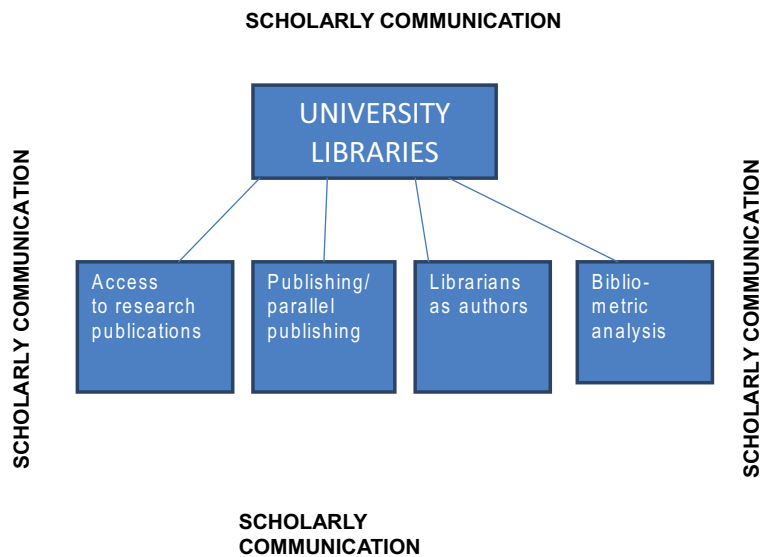 SCHOLARLY COMMUNICATION
UNIVERSITY
LIBRARIES
SCHOLARLY COMMUNICATION
SCHOLARLY COMMUNICATION
Access
to research
publications
Publishing/
parallel
publishing
Librarians
as authors
Biblio-
metric
analysis
SCHOLARLY
COMMUNICATION